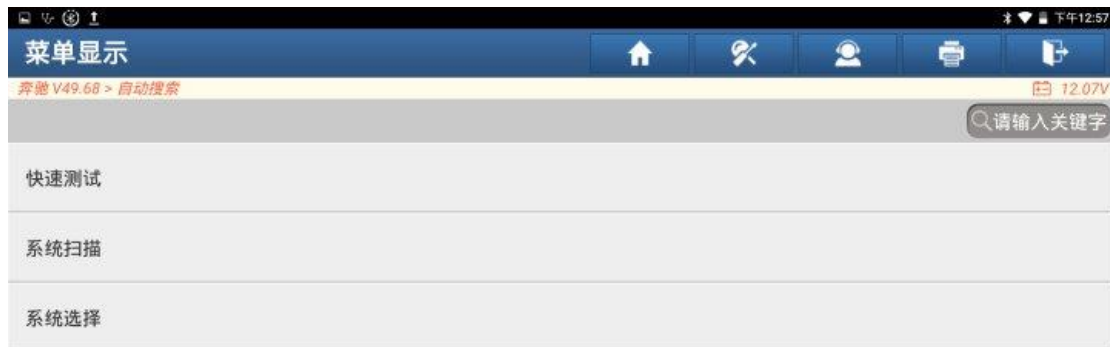 下午12:57
菜单显示
奔驰 V49.68 > 自动搜索
12.07V
请输入关键字
快速测试
系统扫描
系统选择